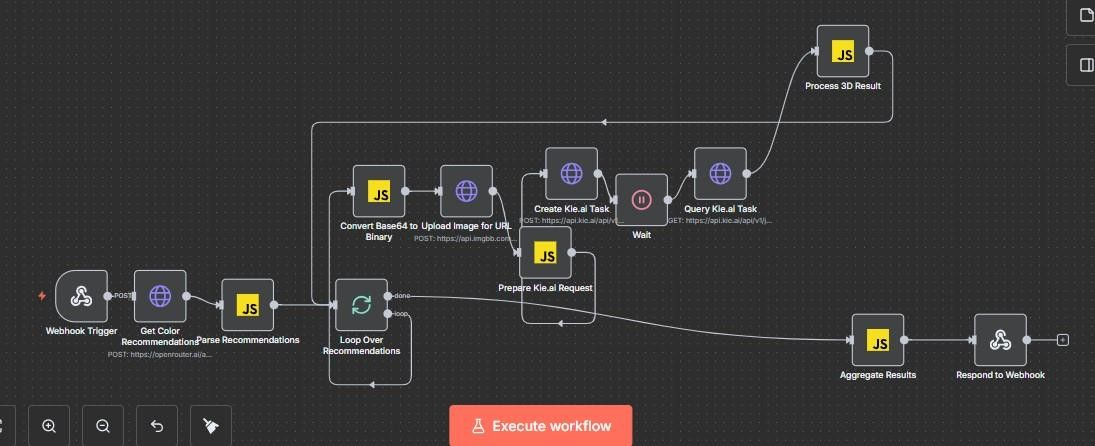 JS
Process 3D Result
JS
Convert Base64 to
Binary
Upload Image for URL
POST: https://api.imgbb.com...
Create Kie.ai Task
POST: https://api.kie.ai/api/v1...
Wait
Query Kie.ai Task
GET: https://api.kie.ai/api/v1/j...
JS
Prepare Kie.ai Request
Webhook Trigger
POST
Get Color
Recommendations
POST: https://openrouter.ai/a...
JS
Parse Recommendations
done
loop
Loop Over
Recommendations
JS
Aggregate Results
Respond to Webhook
Execute workflow